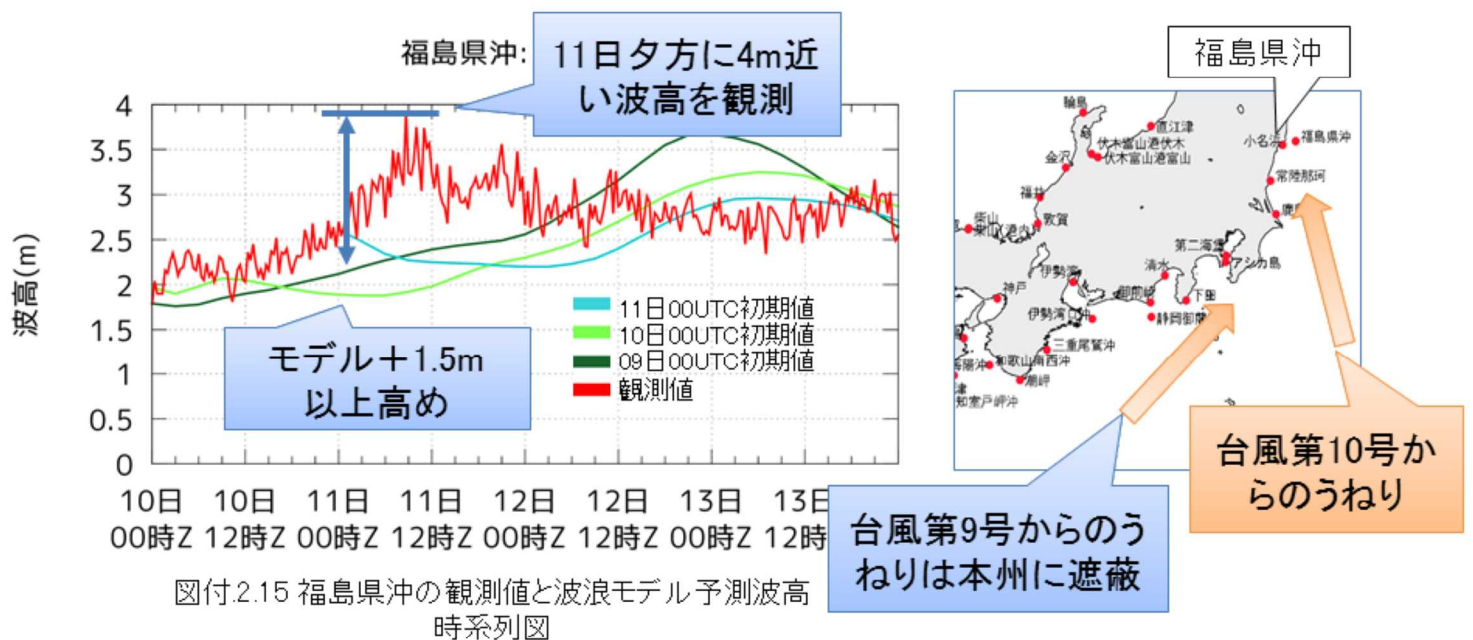 福島県沖:
11日夕方に4m近
い波高を観測
4
3.5
3
2.5
2
1.5
1
0.5
0
波高(m)
モデル＋1.5m
以上高め
11日00UTC初期値
10日00UTC初期値
09日00UTC初期値
観測値
10日 10日 11日 11日 12日 12日 13日 13日
00時Z 12時Z 00時Z 12時Z 00時Z 12時Z 00時Z 12
図付.2.15 福島県沖の観測値と波浪モデル予測波高
時系列図
福島県沖
輪島
直江津
伏木富山港伏木
伏木富山港富山
金沢
小名浜
福島県沖
常陸那珂
福井
敦賀
柴山
柴山(港内
鹿島
第二海堡
アシカ島
伊勢湾
清水
神戸
御前崎
下田
伊勢湾口沖
静岡御前
三重尾鷲沖
和歌山南西沖
潮岬
知室戸岬沖
台風第10号か
らのうねり
台風第9号からのう
ねりは本州に遮蔽